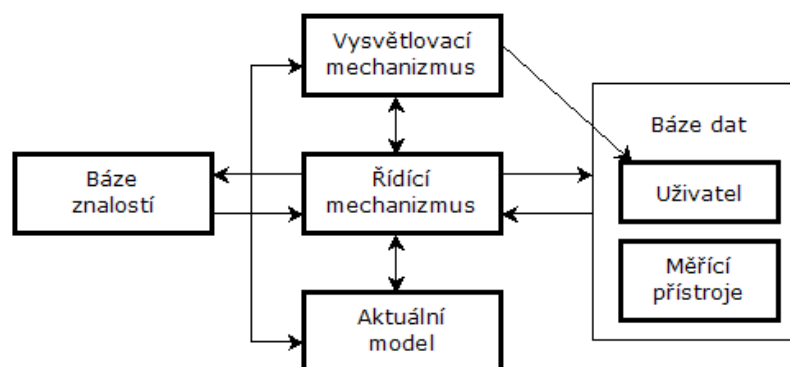 Vysvětlovací
mechanizmus
Báze dat
Báze
znalostí
Řídící
mechanizmus
Uživatel
Měřící
přístroje
Aktuální
model